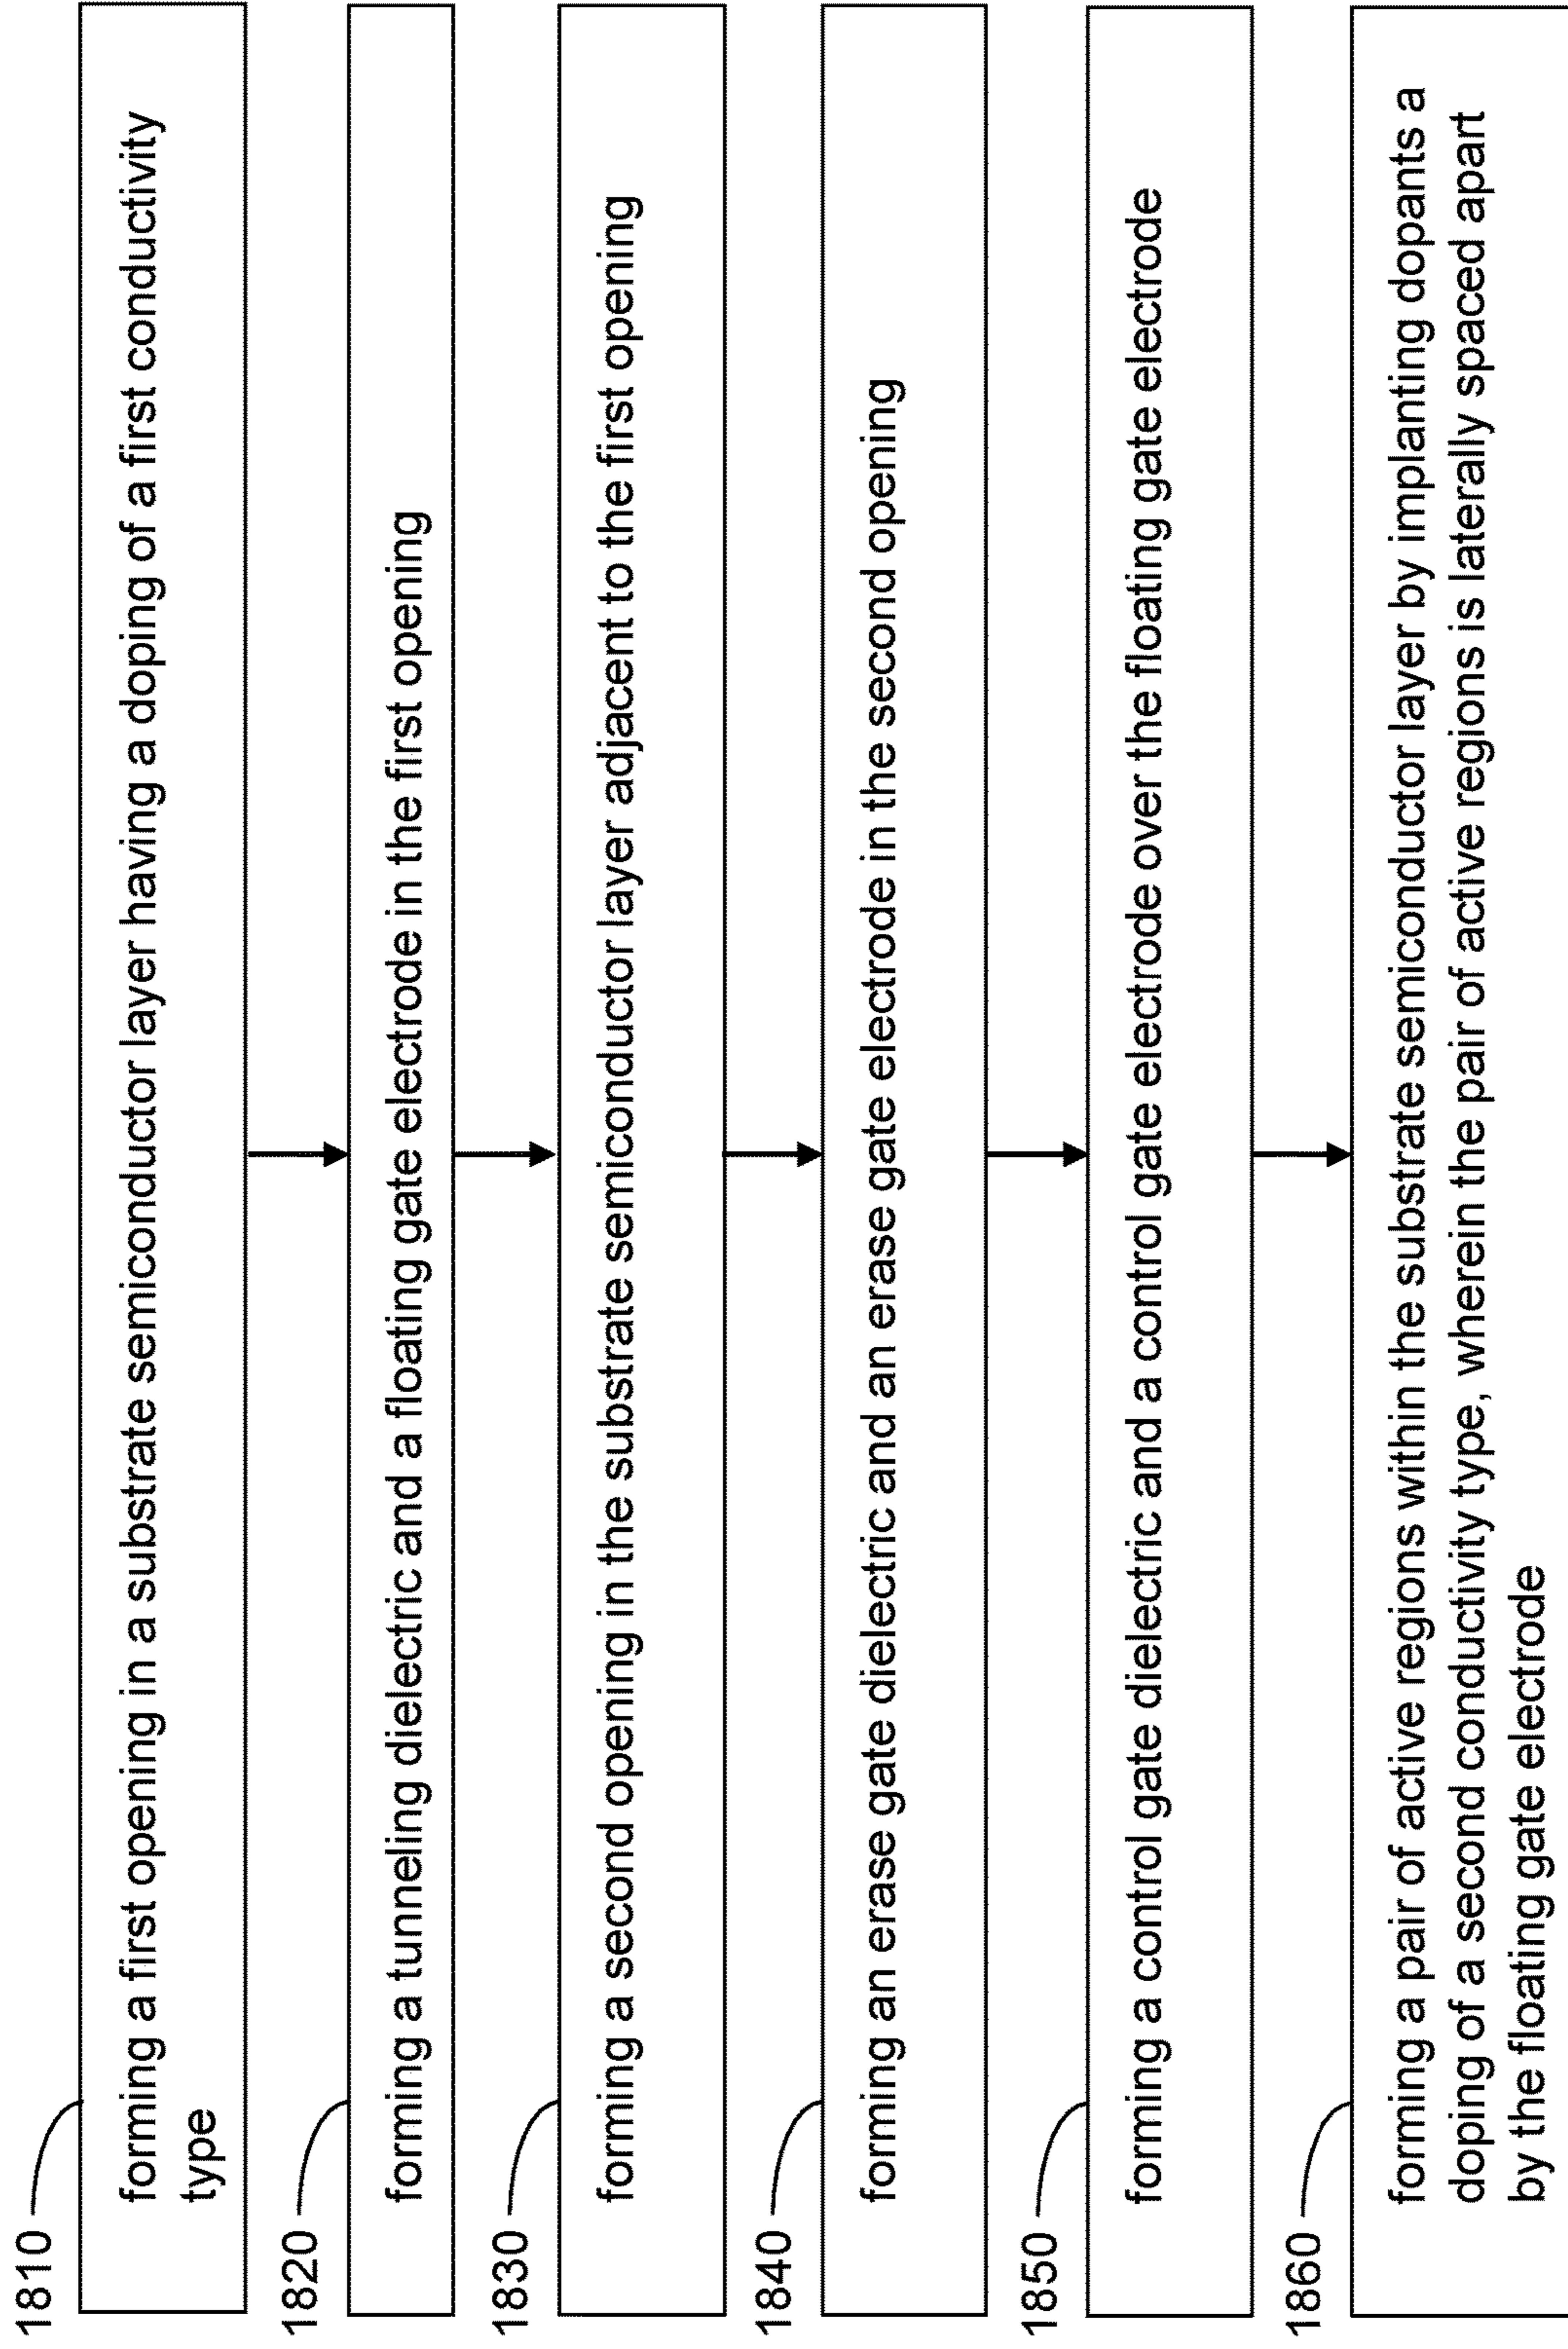 1810
forming a first opening in a substrate semiconductor layer having a doping of a first conductivity
type
1820
forming a tunneling dielectric and a floating gate electrode in the first opening
1830
forming a second opening in the substrate semiconductor layer adjacent to the first opening
1840
forming an erase gate dielectric and an erase gate electrode in the second opening
1850
forming a control gate dielectric and a control gate electrode over the floating gate electrode
1860
forming a pair of active regions within the substrate semiconductor layer by implanting dopants a
doping of a second conductivity type, wherein the pair of active regions is laterally spaced apart
by the floating gate electrode